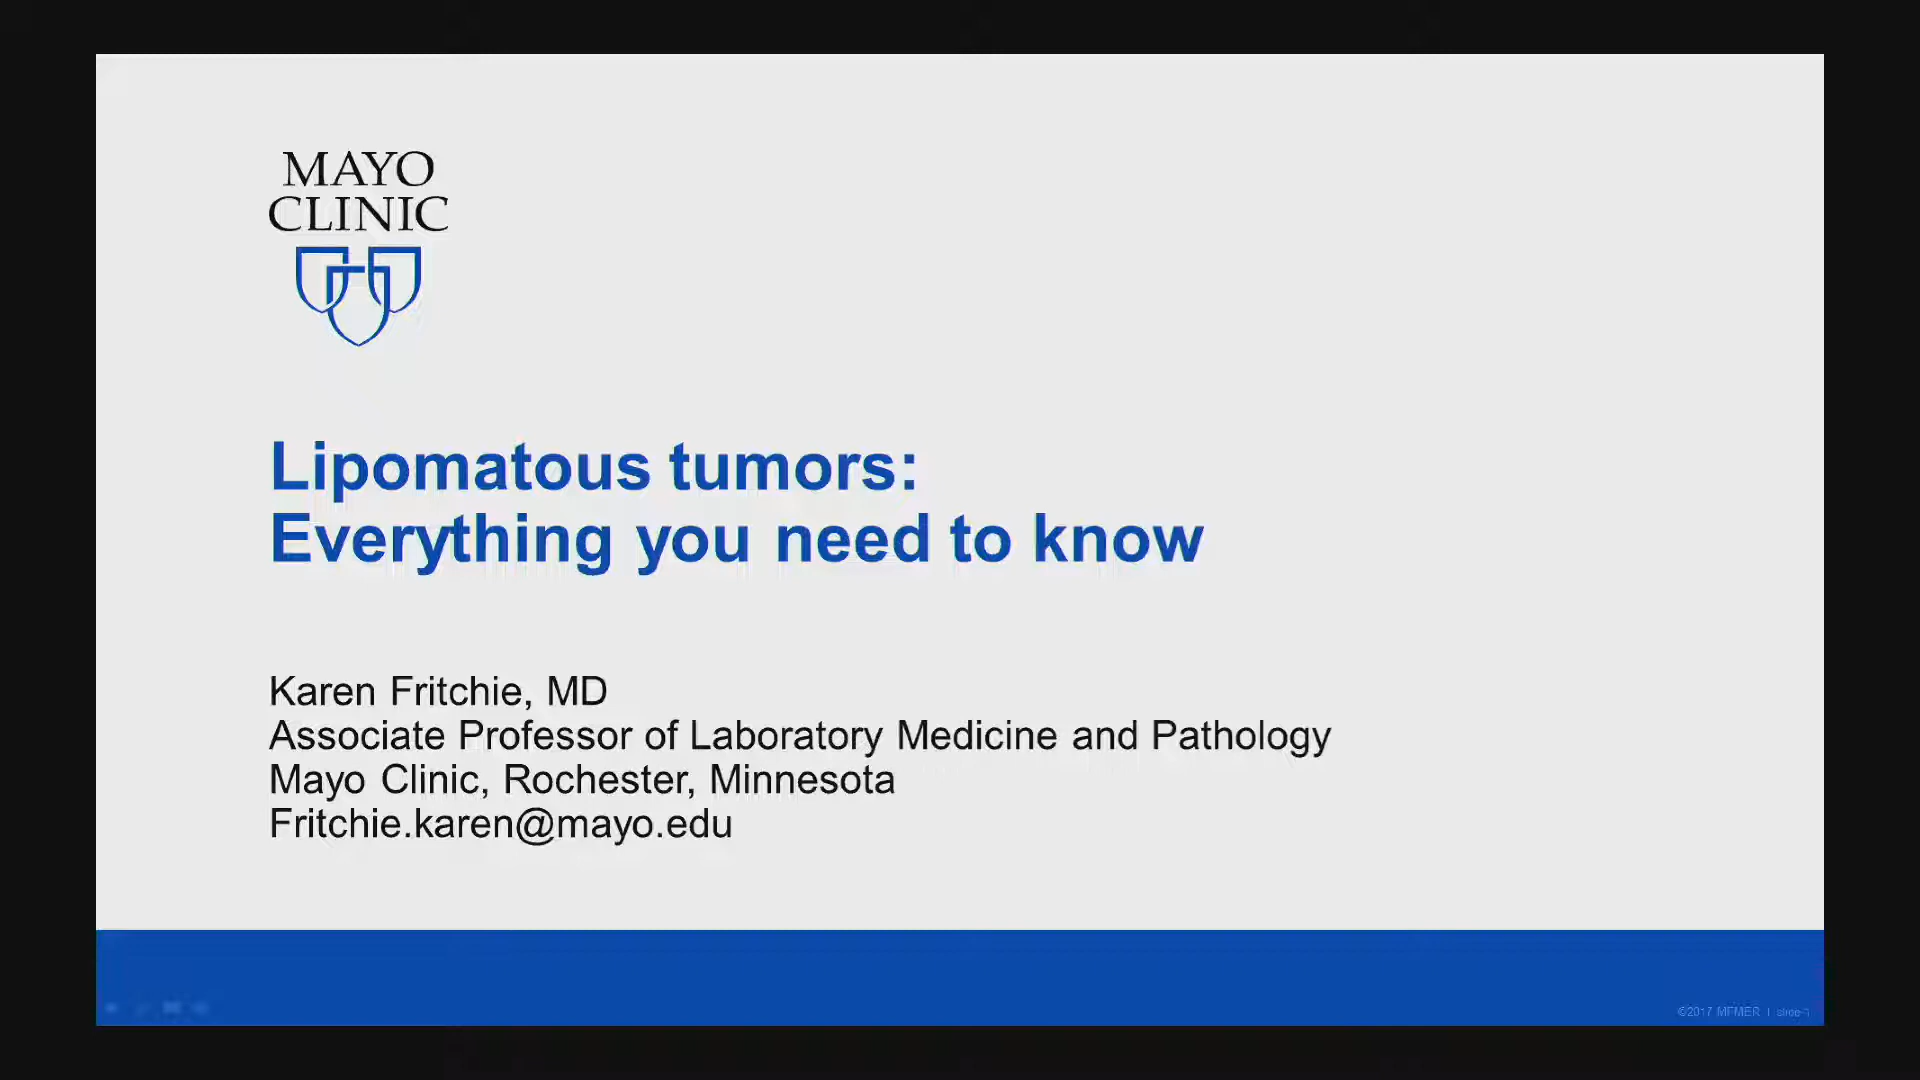 MAYO
CLINIC
Lipomatous tumors:
Everything you need to know
Karen Fritchie, MD
Associate Professor of Laboratory Medicine and Pathology
Mayo Clinic, Rochester, Minnesota
Fritchie.karen@mayo.edu
©2017 MFMER | slide-1